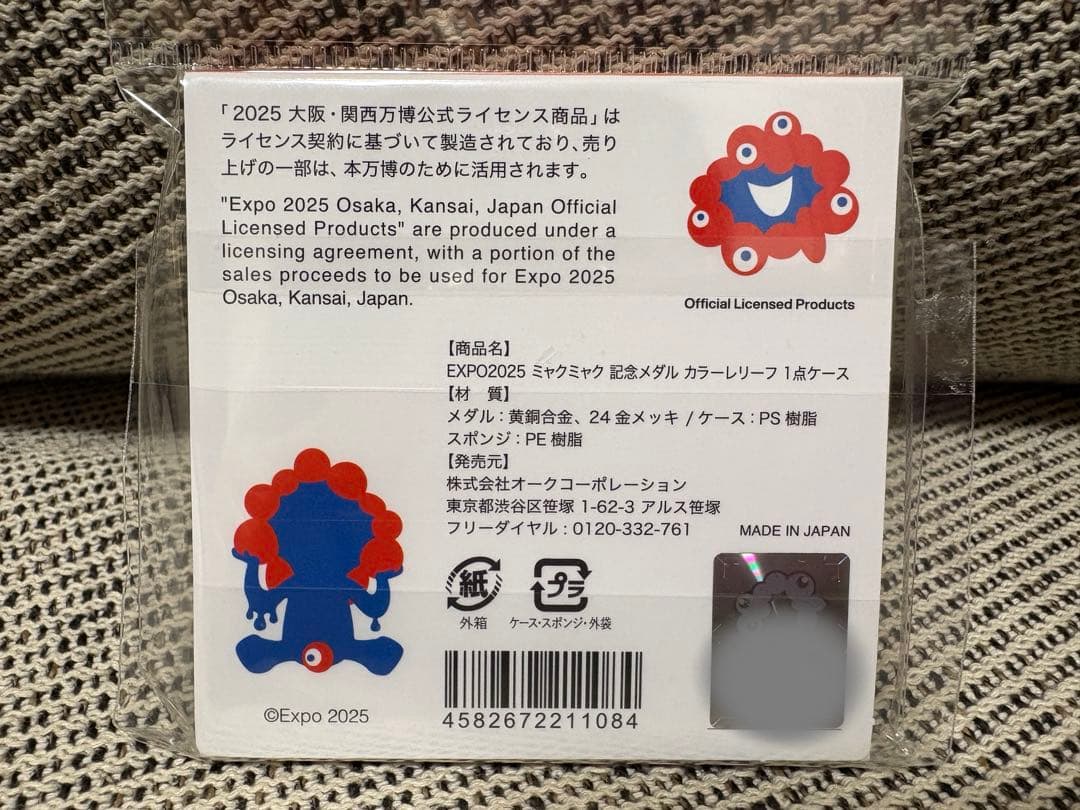 「2025 大阪・関西万博公式ライセンス商品」は
ライセンス契約に基づいて製造されており、売り
上げの一部は、本万博のために活用されます。
"Expo 2025 Osaka, Kansai, Japan Official
Licensed Products" are produced under a
licensing agreement, with a portion of the
sales proceeds to be used for Expo 2025
Osaka, Kansai, Japan.
Official Licensed Products
【商品名】
EXPO2025 ミャクミャク 記念メダル カラーレリーフ 1点ケース
【材　質】
メダル：黄銅合金、24金メッキ / ケース：PS樹脂
スポンジ：PE樹脂
【発売元】
株式会社オークコーポレーション
東京都渋谷区笹塚 1-62-3 アルス笹塚
フリーダイヤル：0120-332-761
MADE IN JAPAN
紙
外箱
プラ
ケース・スポンジ・外袋
4582672211084
©Expo 2025